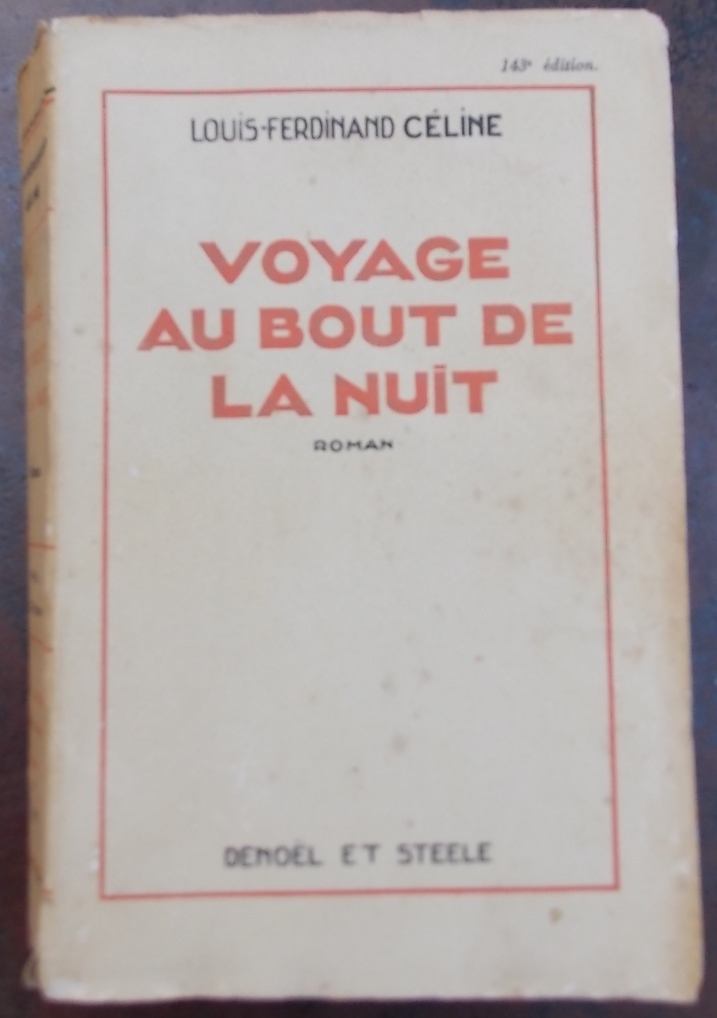 143e édition.
LOUIS-FERDINAND CÉLINE
VOYAGE
AU BOUT DE
LA NUIT
ROMAN
DENOËL ET STEELE